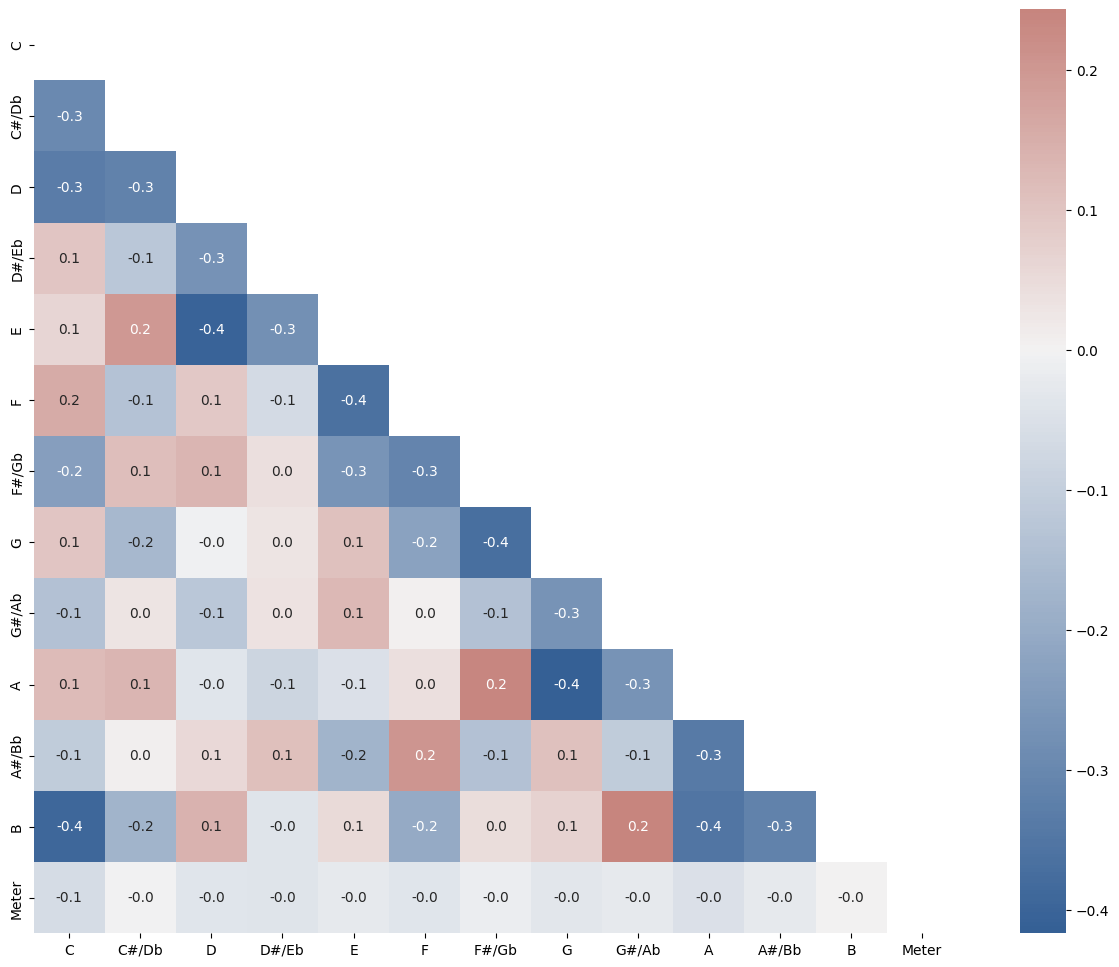 C
C#/Db -0.3
D -0.3 -0.3
D#/Eb 0.1 -0.1 -0.3
E 0.1 0.2 -0.4 -0.3
F 0.2 -0.1 0.1 -0.1 -0.4
F#/Gb -0.2 0.1 0.1 0.0 -0.3 -0.3
G 0.1 -0.2 -0.0 0.0 0.1 -0.2 -0.4
G#/Ab -0.1 0.0 -0.1 0.0 0.1 0.0 -0.1 -0.3
A 0.1 0.1 -0.0 -0.1 -0.1 0.0 0.2 -0.4 -0.3
A#/Bb -0.1 0.0 0.1 0.1 -0.2 0.2 -0.1 0.1 -0.1 -0.3
B -0.4 -0.2 0.1 -0.0 0.1 -0.2 0.0 0.1 0.2 -0.4 -0.3
Meter -0.1 -0.0 -0.0 -0.0 -0.0 -0.0 -0.0 -0.0 -0.0 -0.0 -0.0 -0.0
C C#/Db D D#/Eb E F F#/Gb G G#/Ab A A#/Bb B Meter
0.2
0.1
0.0
−0.1
−0.2
−0.3
−0.4